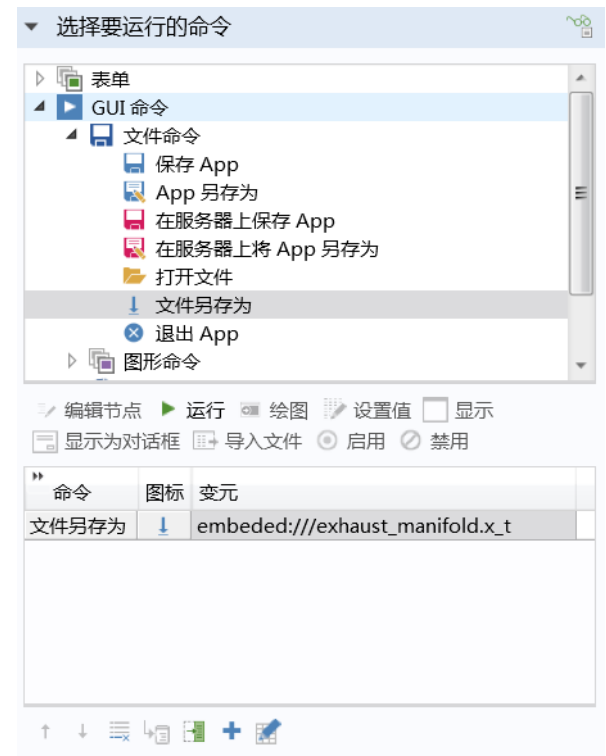 选择要运行的命令
表单
GUI 命令
文件命令
保存 App
App 另存为
在服务器上保存 App
在服务器上将 App 另存为
打开文件
文件另存为
退出 App
图形命令
编辑节点 运行 绘图 设置值 显示
显示为对话框 导入文件 启用 禁用
命令 图标 变元
文件另存为 embeded:///exhaust_manifold.x_t